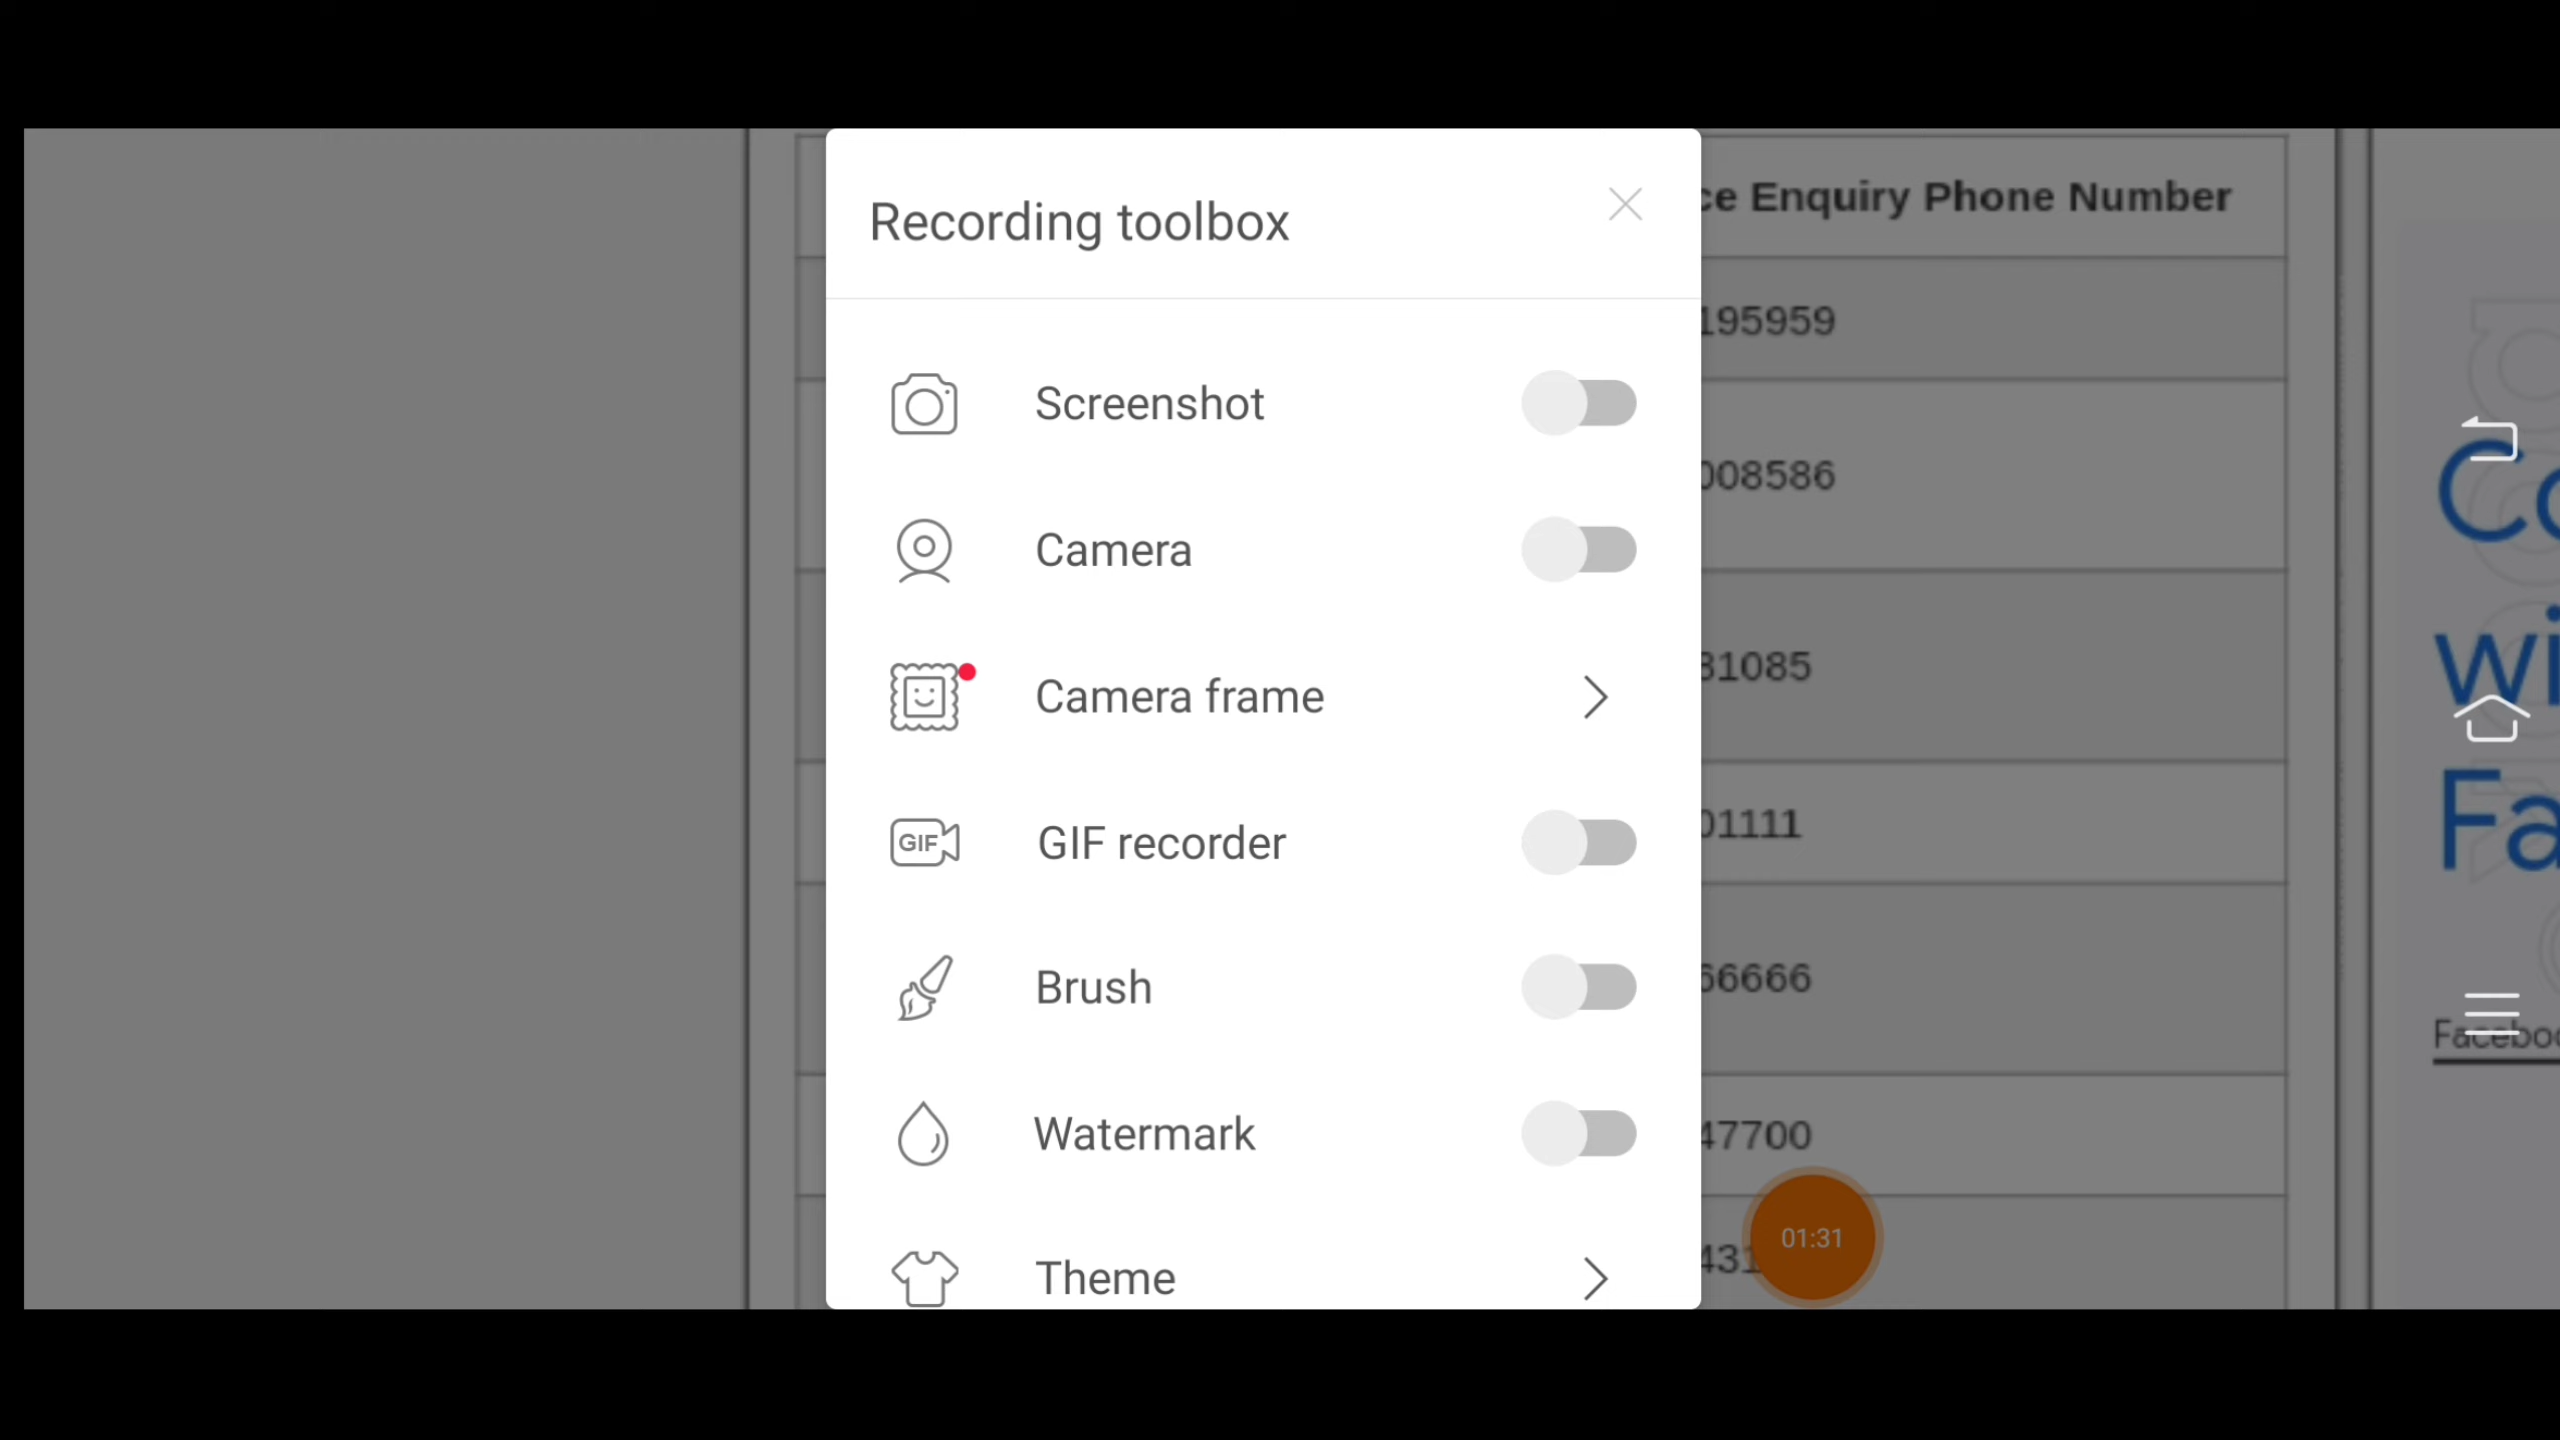 Recording toolbox
Screenshot
Camera
Camera frame
GIF
GIF recorder
Brush
Watermark
Theme
Enquiry Phone Number
195959
008586
31085
01111
66666
47700
01:31